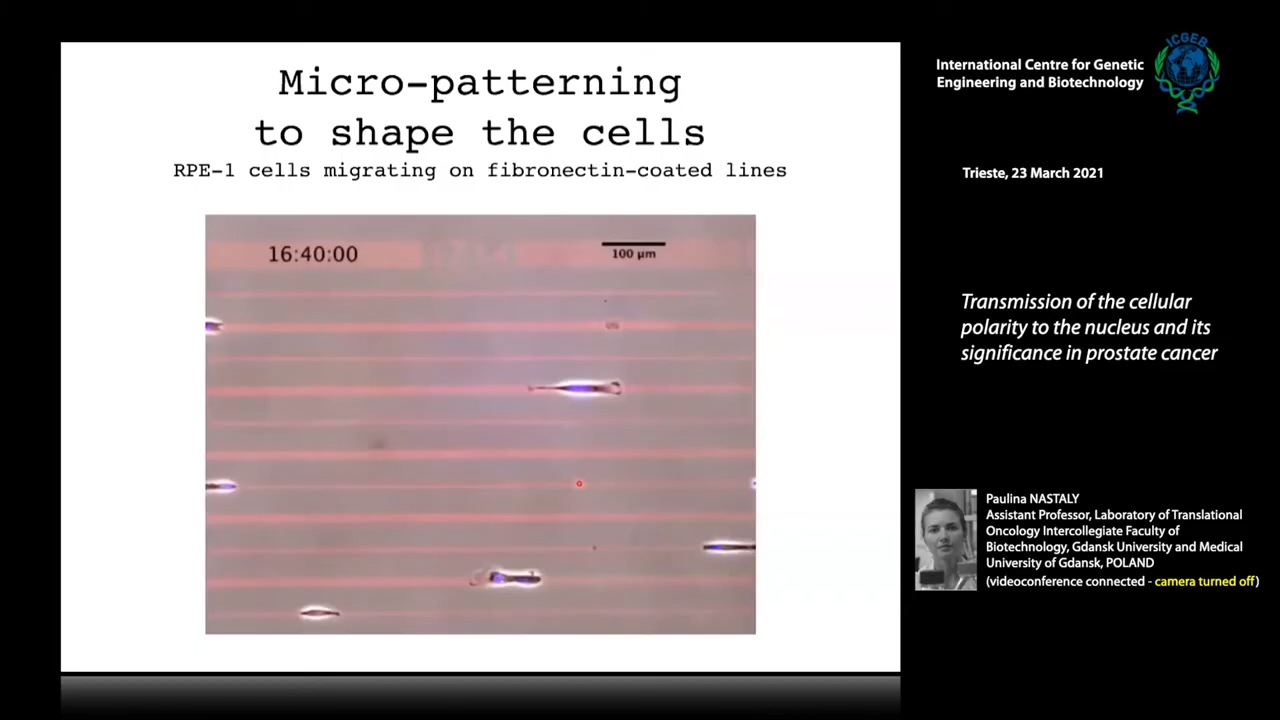 Micro-patterning
to shape the cells
RPE-1 cells migrating on fibronectin-coated lines
16:40:00
100 µm
International Centre for Genetic
Engineering and Biotechnology
ICGEB
Trieste, 23 March 2021
Transmission of the cellular
polarity to the nucleus and its
significance in prostate cancer
Paulina NASTALY
Assistant Professor, Laboratory of Translational
Oncology Intercollegiate Faculty of
Biotechnology, Gdansk University and Medical
University of Gdansk, POLAND
(videoconference connected - camera turned off)